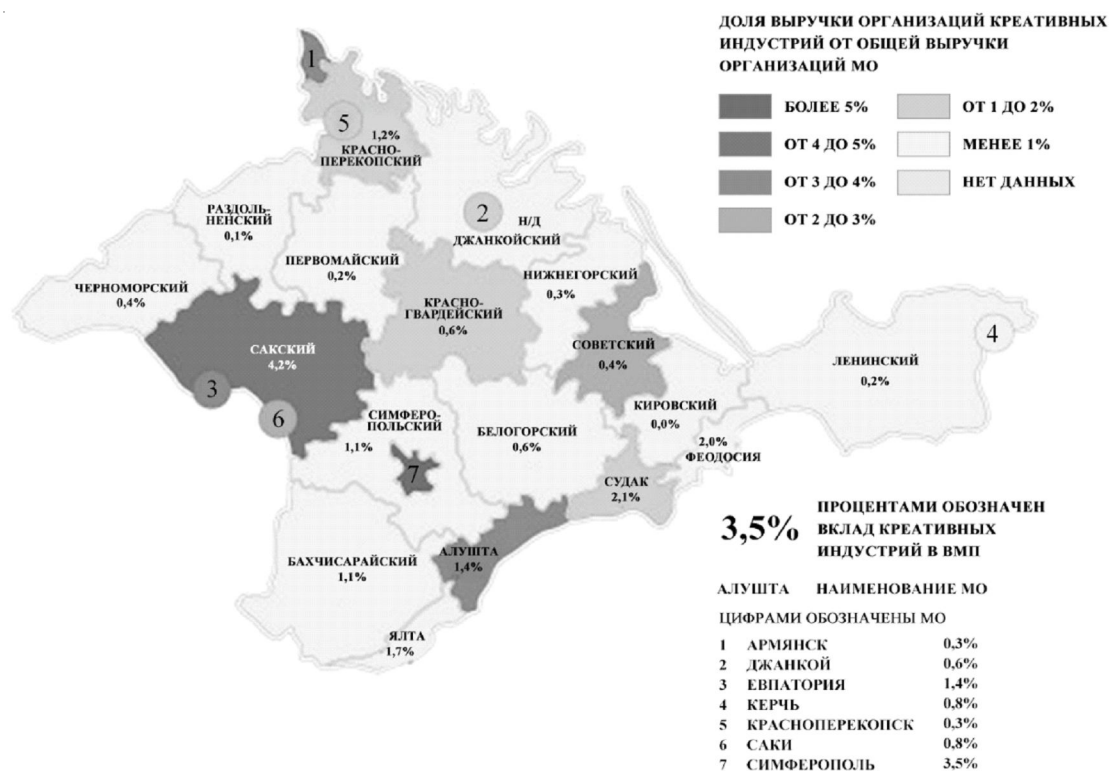 ДОЛЯ ВЫРУЧКИ ОРГАНИЗАЦИЙ КРЕАТИВНЫХ
ИНДУСТРИЙ ОТ ОБЩЕЙ ВЫРУЧКИ
ОРГАНИЗАЦИЙ МО
БОЛЕЕ 5%
ОТ 1 ДО 2%
ОТ 4 ДО 5%
МЕНЕЕ 1%
ОТ 3 ДО 4%
НЕТ ДАННЫХ
ОТ 2 ДО 3%
1
5
1,2%
КРАСНО-
ПЕРЕКОПСКИЙ
2
Н/Д
ДЖАНКОЙСКИЙ
РАЗДОЛЬ-
НЕНСКИЙ
0,1%
ПЕРВОМАЙСКИЙ
0,2%
НИЖНЕГОРСКИЙ
0,3%
ЧЕРНОМОРСКИЙ
0,4%
КРАСНО-
ГВАРДЕЙСКИЙ
0,6%
4
САКСКИЙ
4,2%
СОВЕТСКИЙ
0,4%
ЛЕНИНСКИЙ
0,2%
3
6
СИМФЕРО-
ПОЛЬСКИЙ
1,1%
БЕЛОГОРСКИЙ
0,6%
КИРОВСКИЙ
0,0%
2,0%
ФЕОДОСИЯ
7
СУДАК
2,1%
АЛУШТА
1,4%
БАХЧИСАРАЙСКИЙ
1,1%
ЯЛТА
1,7%
3,5%
ПРОЦЕНТАМИ ОБОЗНАЧЕН
ВКЛАД КРЕАТИВНЫХ
ИНДУСТРИЙ В ВМП
АЛУШТА НАИМЕНОВАНИЕ МО
ЦИФРАМИ ОБОЗНАЧЕНЫ МО
1 АРМЯНСК 0,3%
2 ДЖАНКОЙ 0,6%
3 ЕВПАТОРИЯ 1,4%
4 КЕРЧЬ 0,8%
5 КРАСНОПЕРЕКОПСК 0,3%
6 САКИ 0,8%
7 СИМФЕРОПОЛЬ 3,5%